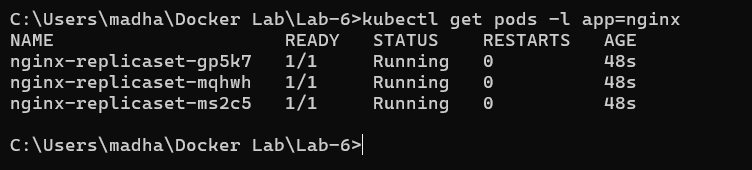 C:\Users\madha\Docker Lab\Lab-6>kubectl get pods -l app=nginx
NAME READY STATUS RESTARTS AGE
nginx-replicaset-gp5k7 1/1 Running 0 48s
nginx-replicaset-mqhwh 1/1 Running 0 48s
nginx-replicaset-ms2c5 1/1 Running 0 48s
C:\Users\madha\Docker Lab\Lab-6>